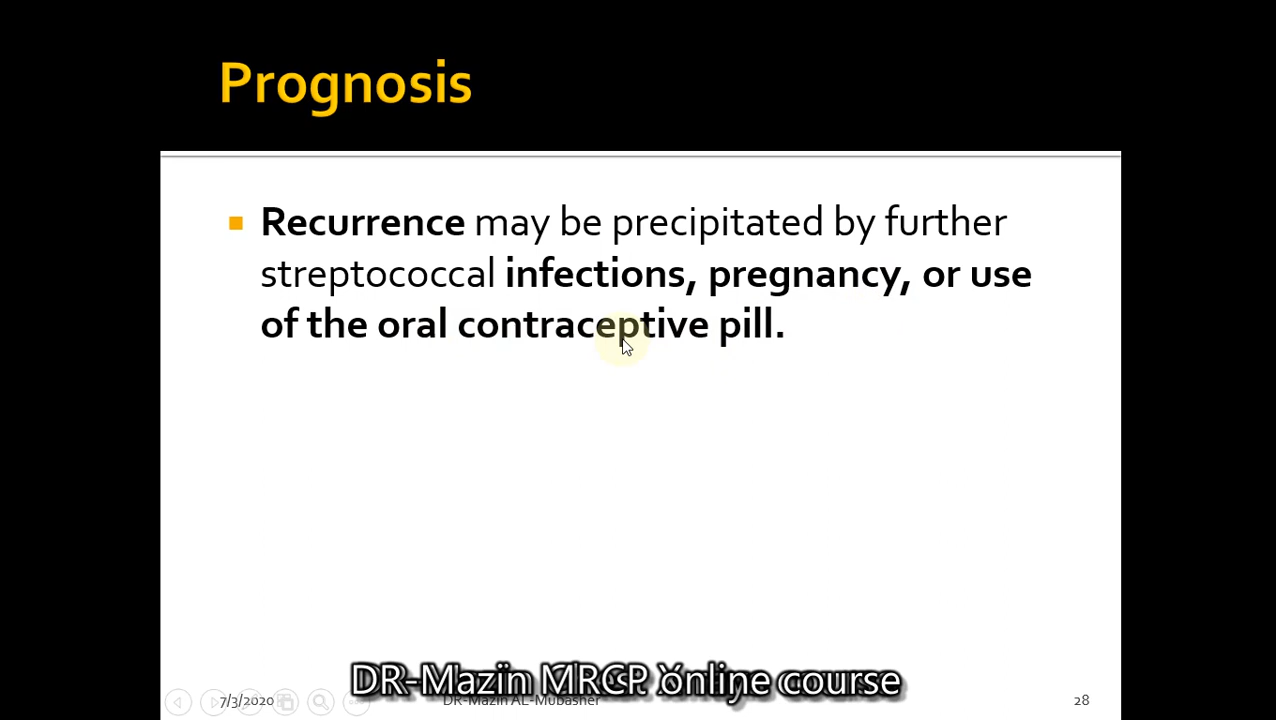 Prognosis
Recurrence may be precipitated by further
streptococcal infections, pregnancy, or use
of the oral contraceptive pill.
DR-Mazin MRCP online course
7/3/2020
DR-Mazin AL-Mubasher
28